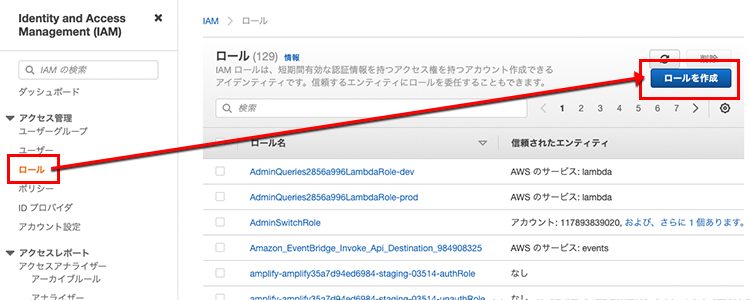 Identity and Access
Management (IAM)
IAM の検索
ダッシュボード
アクセス管理
ユーザーグループ
ユーザー
ロール
ポリシー
ID プロバイダ
アカウント設定
アクセスレポート
アクセスアナライザー
アーカイブルール
アナライザー
IAM > ロール
ロール (129) 情報
IAM ロールは、短期間有効な認証情報を持つアクセス権を持つアカウント作成できる
アイデンティティです。信頼するエンティティにロールを委任することもできます。
削除
ロールを作成
検索
1 2 3 4 5 6 7
ロール名 信頼されたエンティティ
AdminQueries2856a996LambdaRole-dev AWS のサービス: lambda
AdminQueries2856a996LambdaRole-prod AWS のサービス: lambda
AdminSwitchRole アカウント: 117893839020, および、さらに 1 個あります。
Amazon_EventBridge_Invoke_Api_Destination_984908325 AWS のサービス: events
amplify-amplify35a7d94ed6984-staging-03514-authRole なし
amplify-amplify35a7d94ed6984-staging-03514-unauthRole なし